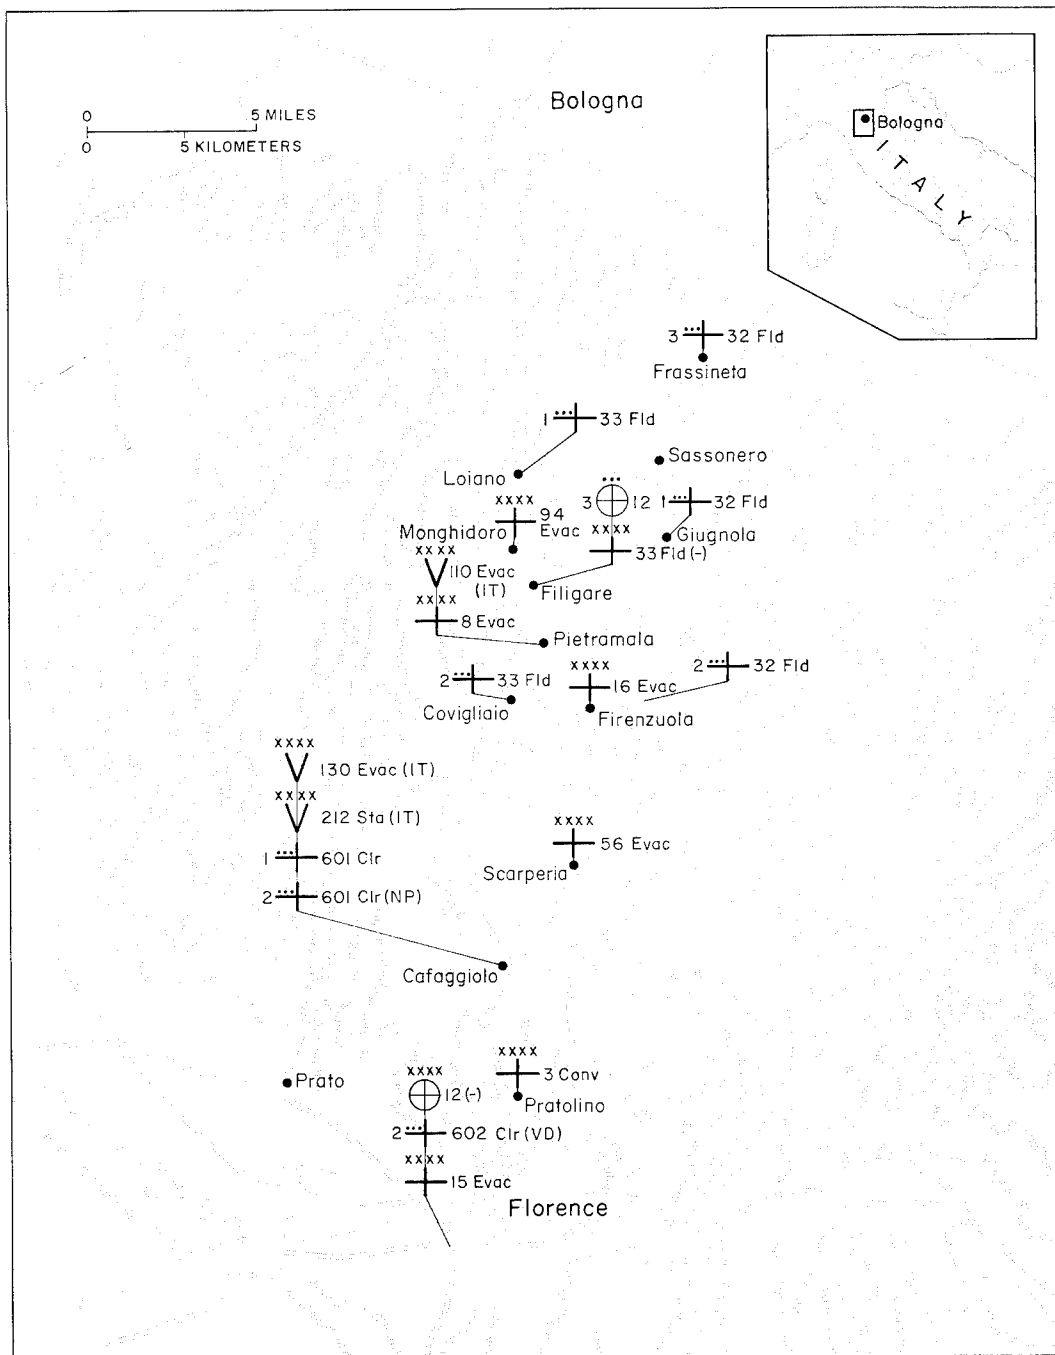 Bologna
0 5 MILES
0 5 KILOMETERS
Bologna
ITALY
3 32 Fld
Frassineta
1 33 Fld
Sassonero
Loiano
XXXX
94
Evac
Monghidoro
3 12
1 32 Fld
Giugnola
XXXX
33 Fld (-)
XXXX
110 Evac
(IT)
Filigare
XXXX
8 Evac
Pietramala
2 33 Fld
Covigliaio
XXXX
16 Evac
Firenzuola
2 32 Fld
XXXX
130 Evac (IT)
XXXX
212 Sta (IT)
1 601 Clr
2 601 Clr (NP)
XXXX
56 Evac
Scarperia
Cafaggiolo
XXXX
3 Conv
Pratolino
Prato
XXXX
12 (-)
2 602 Clr (VD)
XXXX
15 Evac
Florence